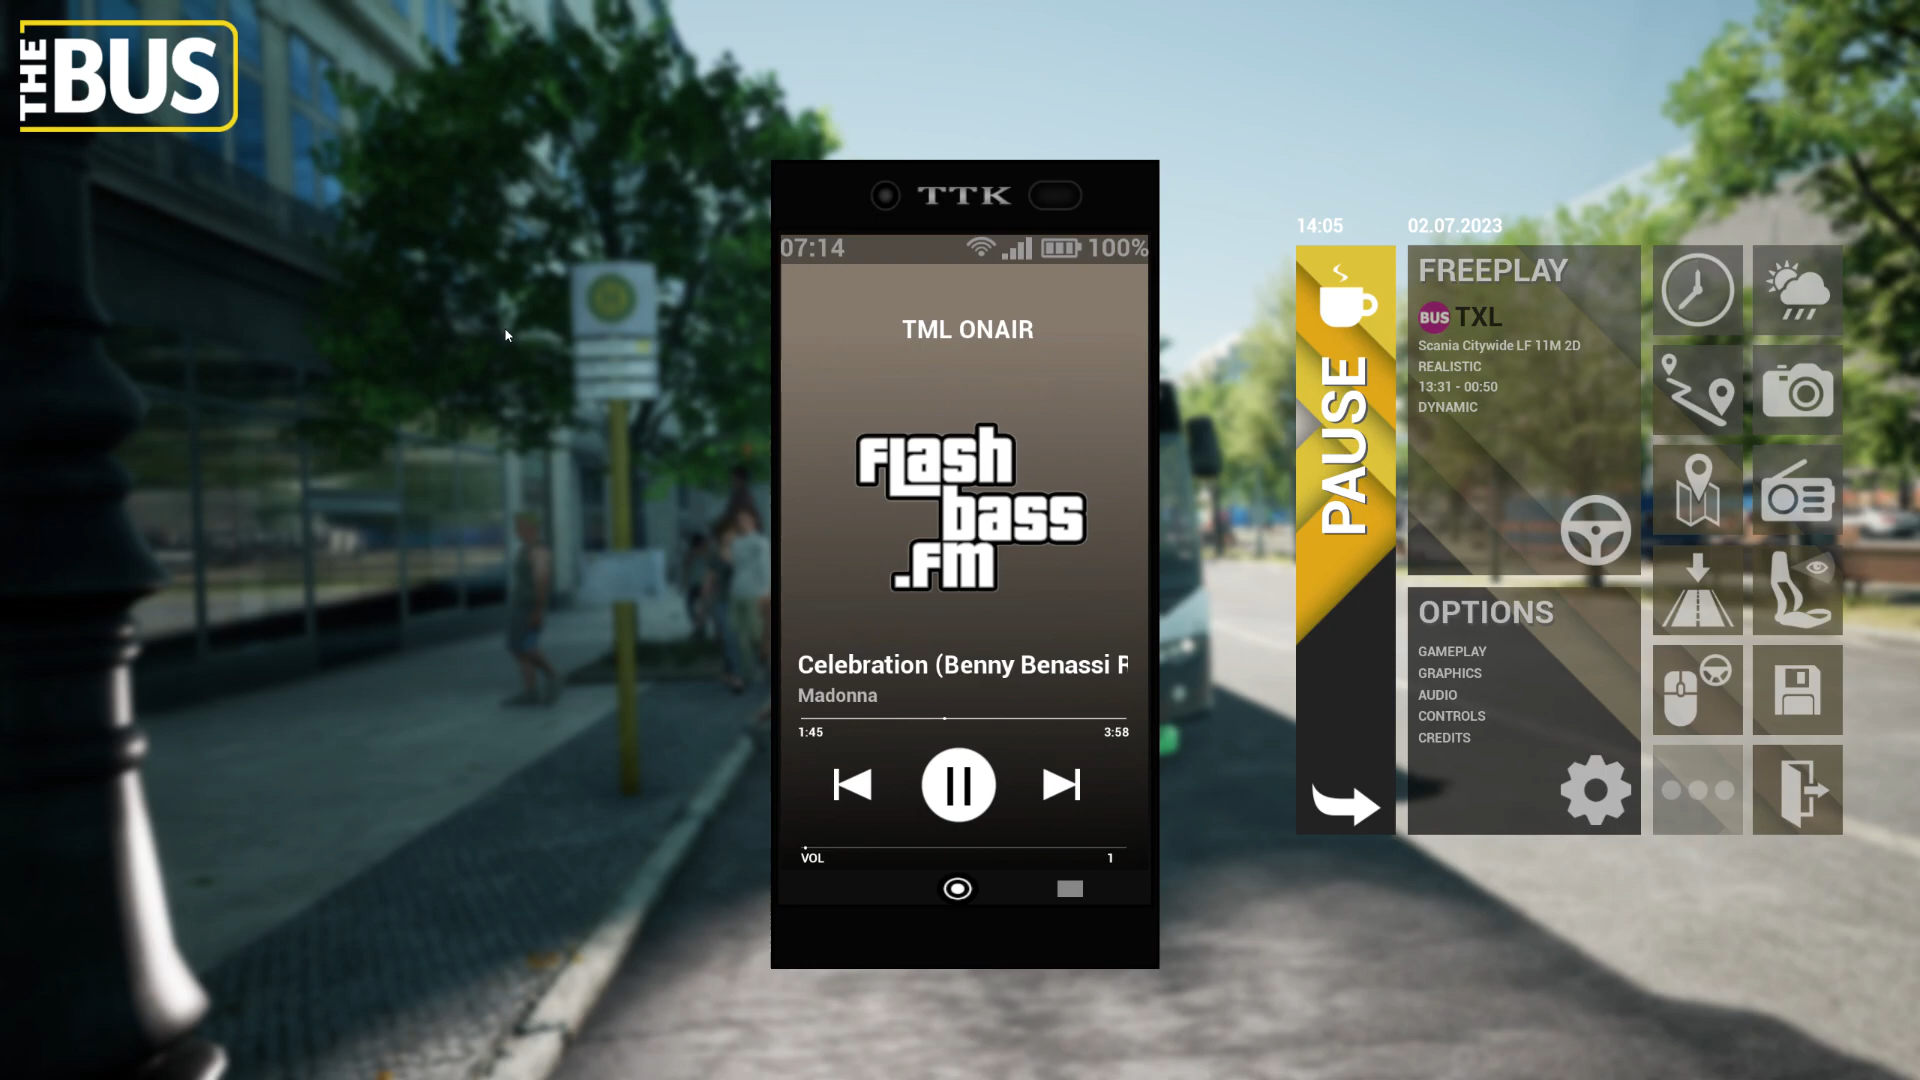 THE BUS
TTK
07:14
100%
TML ONAIR
Flash
bass
.FM
Celebration (Benny Benassi R
Madonna
1:45
3:58
VOL
1
14:05
02.07.2023
PAUSE
FREEPLAY
BUS TXL
Scania Citywide LF 11M 2D
REALISTIC
13:31 - 00:50
DYNAMIC
OPTIONS
GAMEPLAY
GRAPHICS
AUDIO
CONTROLS
CREDITS